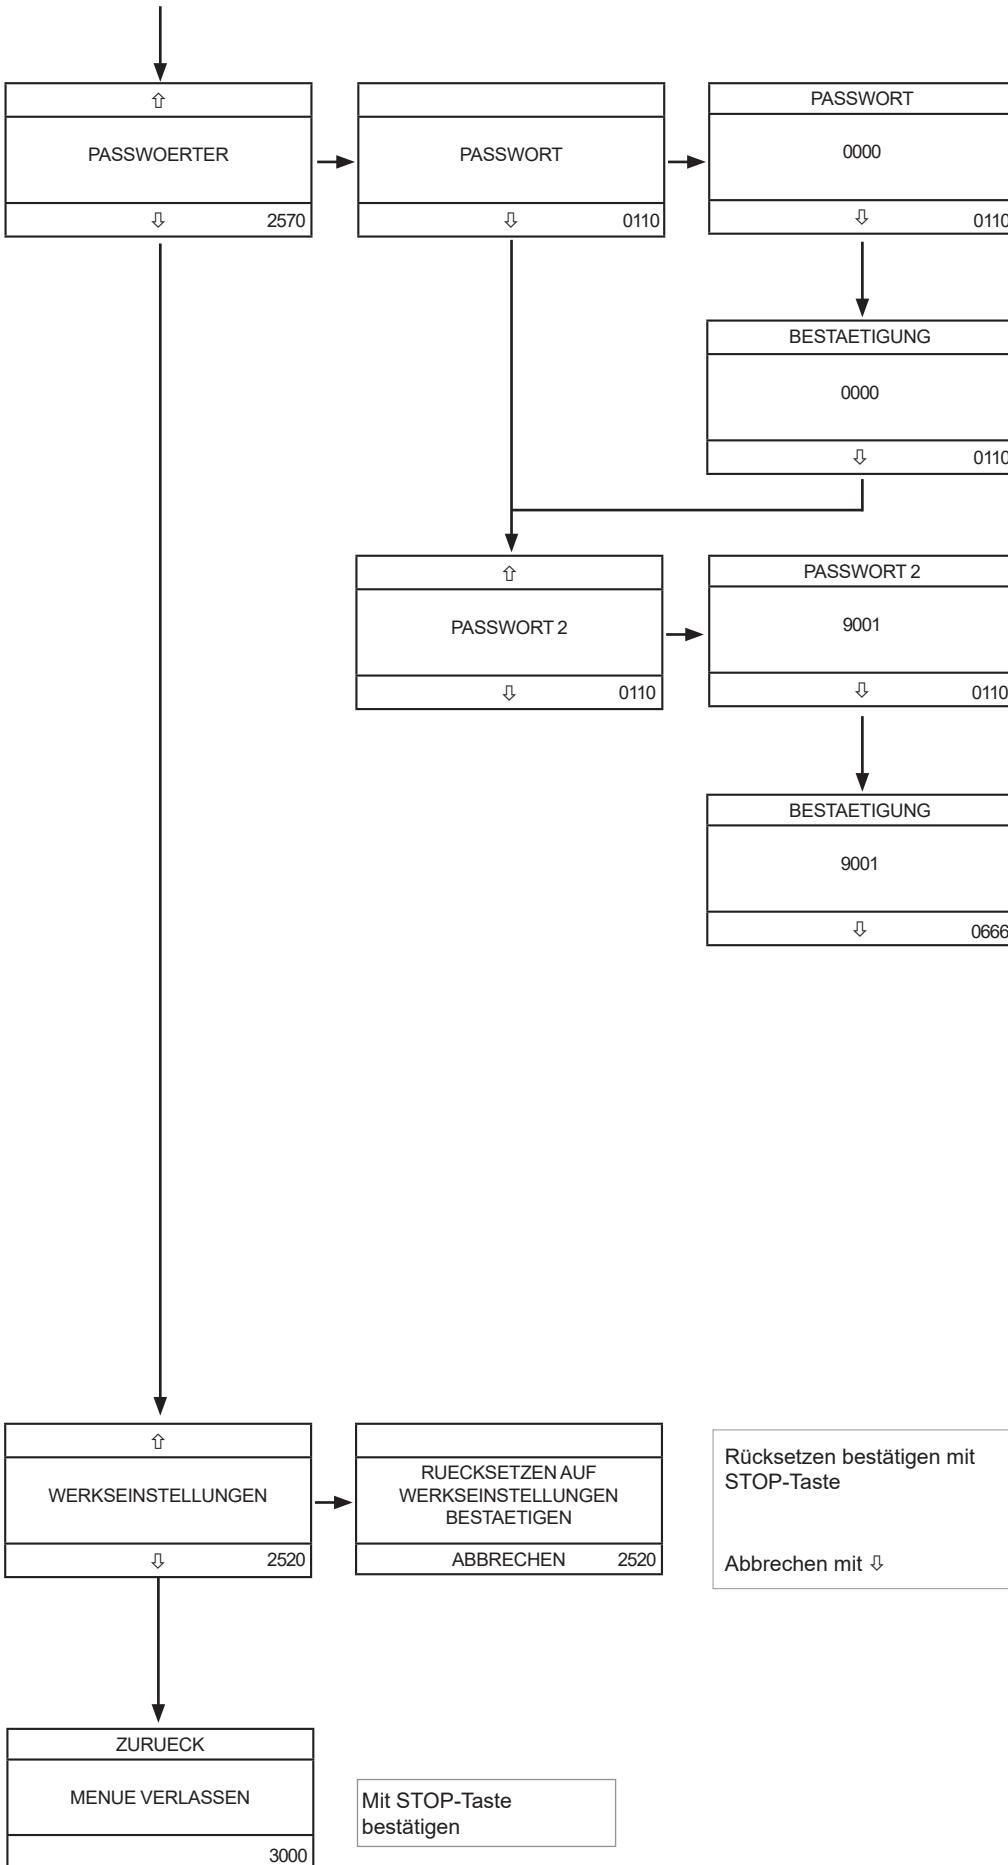 ⇧
PASSWOERTER
⇩ 2570
PASSWORT
⇩ 0110
PASSWORT
0000
⇩ 0110
BESTAETIGUNG
0000
⇩ 0110
⇧
PASSWORT 2
⇩ 0110
PASSWORT 2
9001
⇩ 0110
BESTAETIGUNG
9001
⇩ 0666
⇧
WERKSEINSTELLUNGEN
⇩ 2520
RUECKSETZEN AUF
WERKSEINSTELLUNGEN
BESTAETIGEN
ABBRECHEN 2520
Rücksetzen bestätigen mit
STOP-Taste
Abbrechen mit ⇩
ZURUECK
MENUE VERLASSEN
3000
Mit STOP-Taste
bestätigen